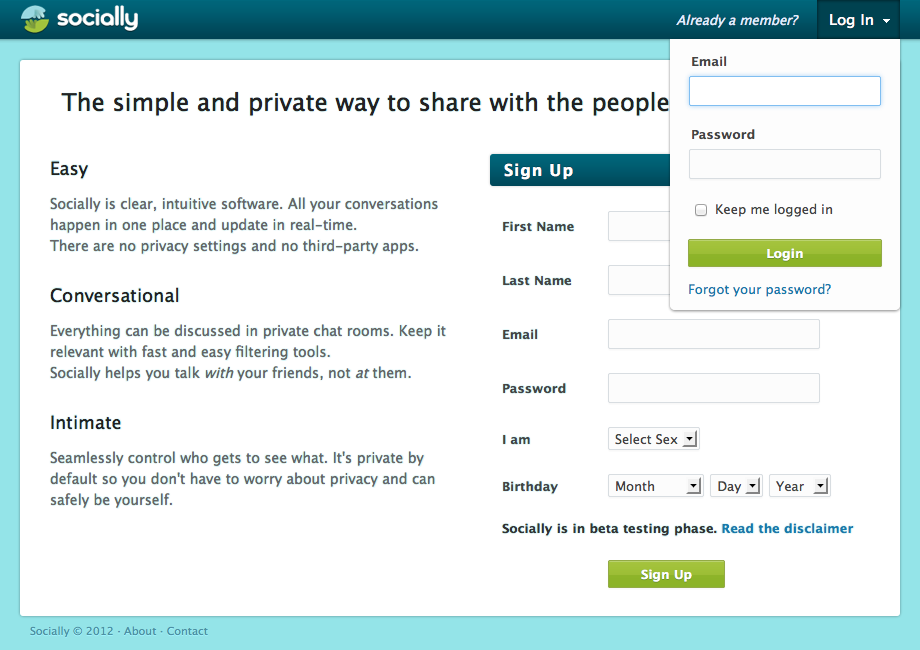 socially
Already a member?
Log In
Email
Password
Keep me logged in
Login
Forgot your password?
The simple and private way to share with the people
Easy
Socially is clear, intuitive software. All your conversations
happen in one place and update in real-time.
There are no privacy settings and no third-party apps.
Conversational
Everything can be discussed in private chat rooms. Keep it
relevant with fast and easy filtering tools.
Socially helps you talk with your friends, not at them.
Intimate
Seamlessly control who gets to see what. It's private by
default so you don't have to worry about privacy and can
safely be yourself.
Sign Up
First Name
Last Name
Email
Password
I am Select Sex
Birthday Month Day Year
Socially is in beta testing phase. Read the disclaimer
Sign Up
Socially © 2012 · About · Contact